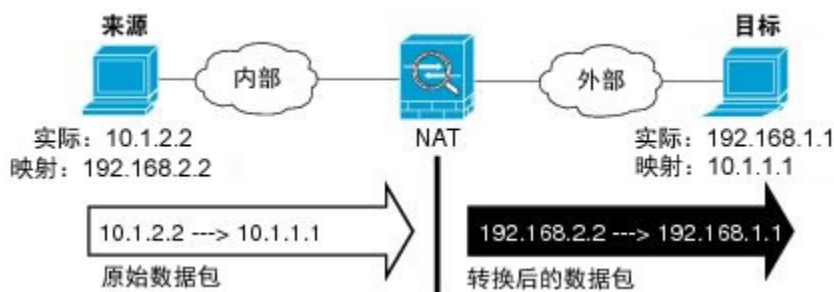 来源
目标
内部
外部
实际：10.1.2.2
映射：192.168.2.2
NAT
实际：192.168.1.1
映射：10.1.1.1
10.1.2.2 ---> 10.1.1.1
192.168.2.2 ---> 192.168.1.1
原始数据包
转换后的数据包